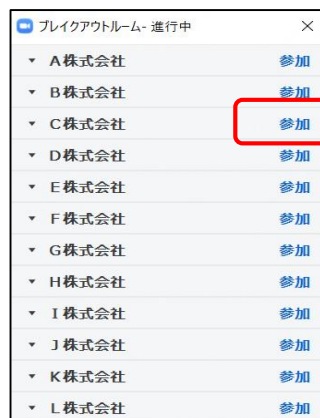 ブレイクアウトルーム- 進行中
A株式会社 参加
B株式会社 参加
C株式会社 参加
D株式会社 参加
E株式会社 参加
F株式会社 参加
G株式会社 参加
H株式会社 参加
I 株式会社 参加
J 株式会社 参加
K株式会社 参加
L株式会社 参加